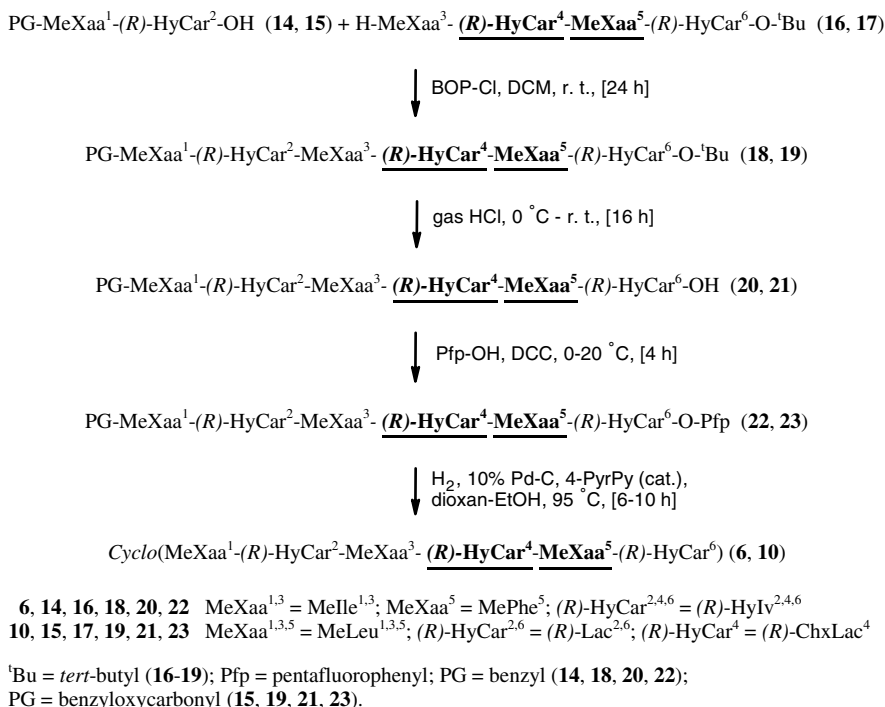 PG-MeXaa¹-(R)-HyCar²-OH (14, 15) + H-MeXaa³- (R)-HyCar⁴-MeXaa⁵-(R)-HyCar⁶-O-ᵗBu (16, 17)
BOP-Cl, DCM, r. t., [24 h]
PG-MeXaa¹-(R)-HyCar²-MeXaa³- (R)-HyCar⁴-MeXaa⁵-(R)-HyCar⁶-O-ᵗBu (18, 19)
gas HCl, 0 °C - r. t., [16 h]
PG-MeXaa¹-(R)-HyCar²-MeXaa³- (R)-HyCar⁴-MeXaa⁵-(R)-HyCar⁶-OH (20, 21)
Pfp-OH, DCC, 0-20 °C, [4 h]
PG-MeXaa¹-(R)-HyCar²-MeXaa³- (R)-HyCar⁴-MeXaa⁵-(R)-HyCar⁶-O-Pfp (22, 23)
H₂, 10% Pd-C, 4-PyrPy (cat.),
dioxan-EtOH, 95 °C, [6-10 h]
Cyclo(MeXaa¹-(R)-HyCar²-MeXaa³- (R)-HyCar⁴-MeXaa⁵-(R)-HyCar⁶) (6, 10)
6, 14, 16, 18, 20, 22 MeXaa¹,³ = MeIle¹,³; MeXaa⁵ = MePhe⁵; (R)-HyCar²,⁴,⁶ = (R)-HyIv²,⁴,⁶
10, 15, 17, 19, 21, 23 MeXaa¹,³,⁵ = MeLeu¹,³,⁵; (R)-HyCar²,⁶ = (R)-Lac²,⁶; (R)-HyCar⁴ = (R)-ChxLac⁴
ᵗBu = tert-butyl (16-19); Pfp = pentafluorophenyl; PG = benzyl (14, 18, 20, 22);
PG = benzyloxycarbonyl (15, 19, 21, 23).